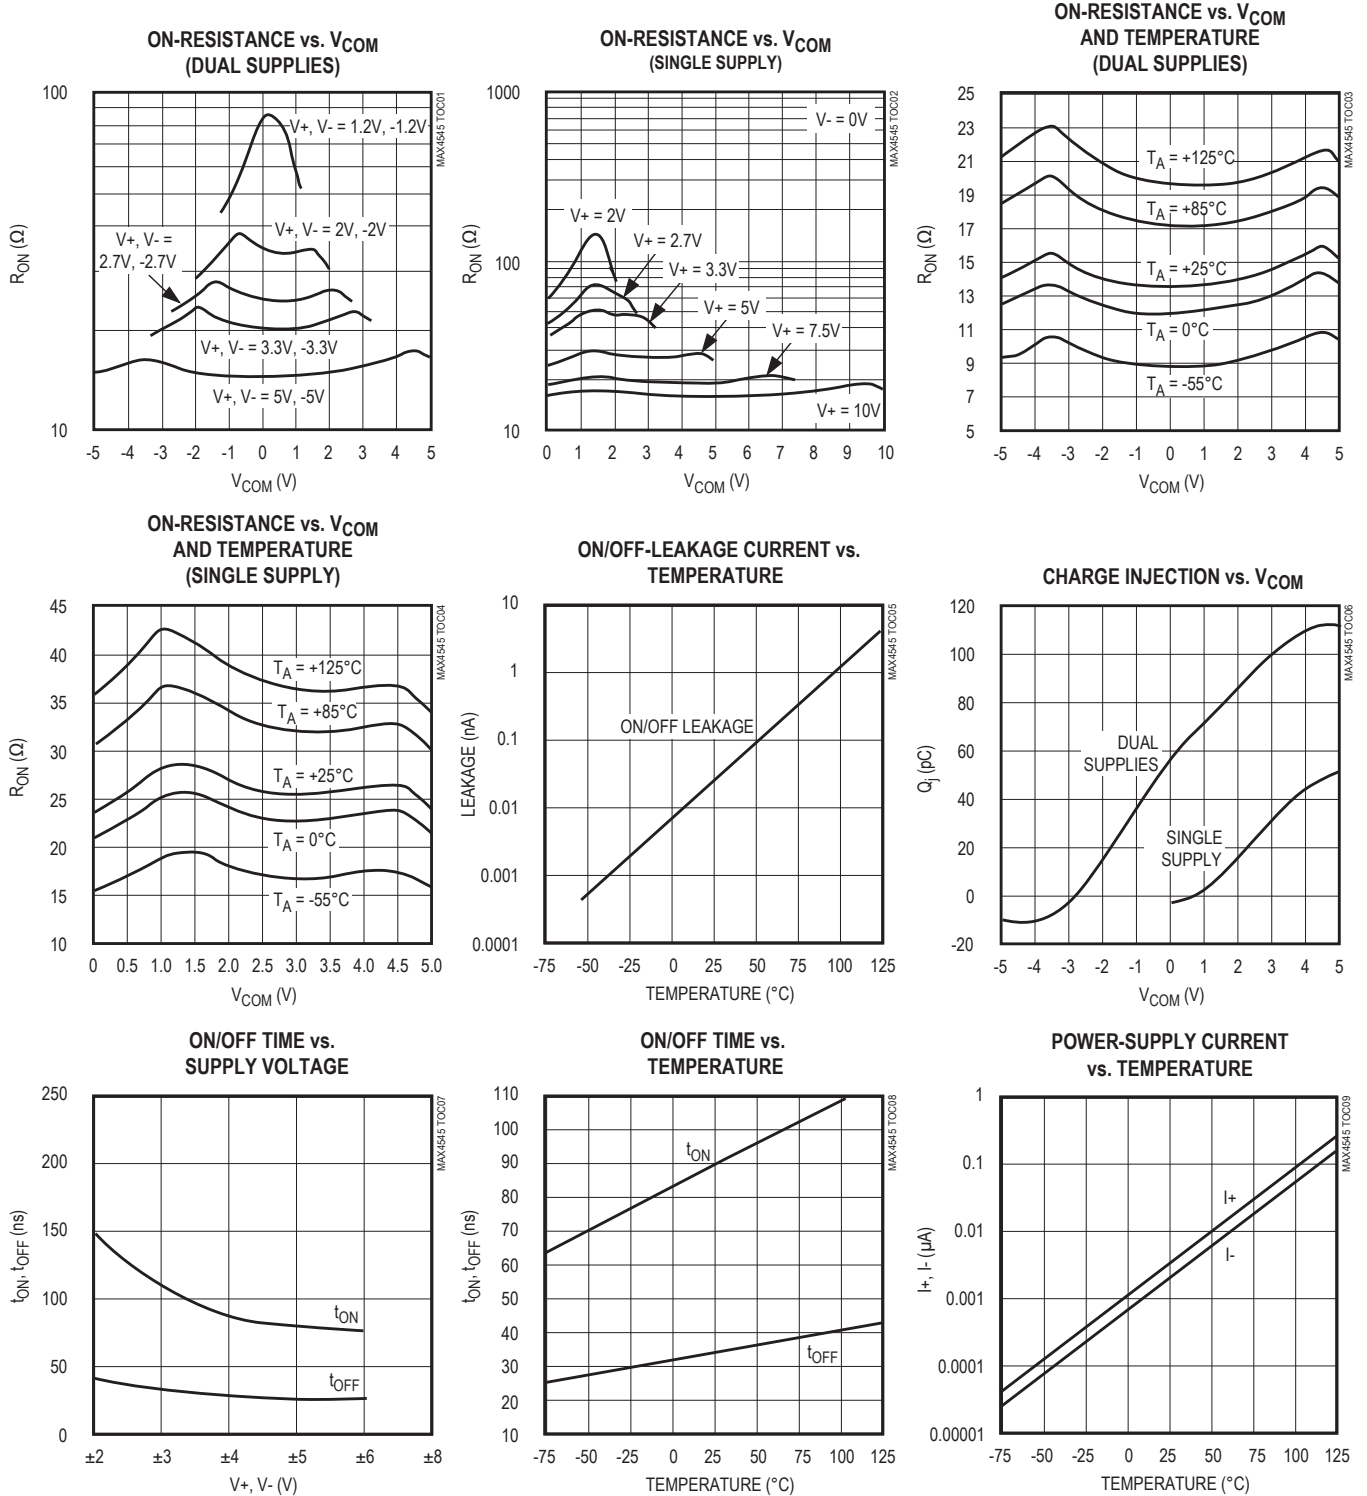 ON-RESISTANCE vs. VCOM
(DUAL SUPPLIES)
MAX4545 TOC01
100
10
RON (Ω)
V+, V- = 1.2V, -1.2V
V+, V- = 2V, -2V
V+, V- =
2.7V, -2.7V
V+, V- = 3.3V, -3.3V
V+, V- = 5V, -5V
-5 -4 -3 -2 -1 0 1 2 3 4 5
VCOM (V)
ON-RESISTANCE vs. VCOM
(SINGLE SUPPLY)
MAX4545 TOC02
1000
100
10
RON (Ω)
V- = 0V
V+ = 2V
V+ = 2.7V
V+ = 3.3V
V+ = 5V
V+ = 7.5V
V+ = 10V
0 1 2 3 4 5 6 7 8 9 10
VCOM (V)
ON-RESISTANCE vs. VCOM
AND TEMPERATURE
(DUAL SUPPLIES)
MAX4545 TOC03
25
23
21
19
17
15
13
11
9
7
5
RON (Ω)
TA = +125°C
TA = +85°C
TA = +25°C
TA = 0°C
TA = -55°C
-5 -4 -3 -2 -1 0 1 2 3 4 5
VCOM (V)
ON-RESISTANCE vs. VCOM
AND TEMPERATURE
(SINGLE SUPPLY)
MAX4545 TOC04
45
40
35
30
25
20
15
10
RON (Ω)
TA = +125°C
TA = +85°C
TA = +25°C
TA = 0°C
TA = -55°C
0 0.5 1.0 1.5 2.0 2.5 3.0 3.5 4.0 4.5 5.0
VCOM (V)
ON/OFF-LEAKAGE CURRENT vs.
TEMPERATURE
MAX4545 TOC05
10
1
0.1
0.01
0.001
0.0001
LEAKAGE (nA)
ON/OFF LEAKAGE
-75 -50 -25 0 25 50 75 100 125
TEMPERATURE (°C)
CHARGE INJECTION vs. VCOM
MAX4545 TOC06
120
100
80
60
40
20
0
-20
Qj (pC)
DUAL
SUPPLIES
SINGLE
SUPPLY
-5 -4 -3 -2 -1 0 1 2 3 4 5
VCOM (V)
ON/OFF TIME vs.
SUPPLY VOLTAGE
MAX4545 TOC07
250
200
150
100
50
0
tON, tOFF (ns)
tON
tOFF
±2 ±3 ±4 ±5 ±6 ±8
V+, V- (V)
ON/OFF TIME vs.
TEMPERATURE
MAX4545 TOC08
110
100
90
80
70
60
50
40
30
20
10
tON, tOFF (ns)
tON
tOFF
-75 -50 -25 0 25 50 75 100 125
TEMPERATURE (°C)
POWER-SUPPLY CURRENT
vs. TEMPERATURE
MAX4545 TOC09
1
0.1
0.01
0.001
0.0001
0.00001
I+, I- (μA)
I+
I-
-75 -50 -25 0 25 50 75 100 125
TEMPERATURE (°C)